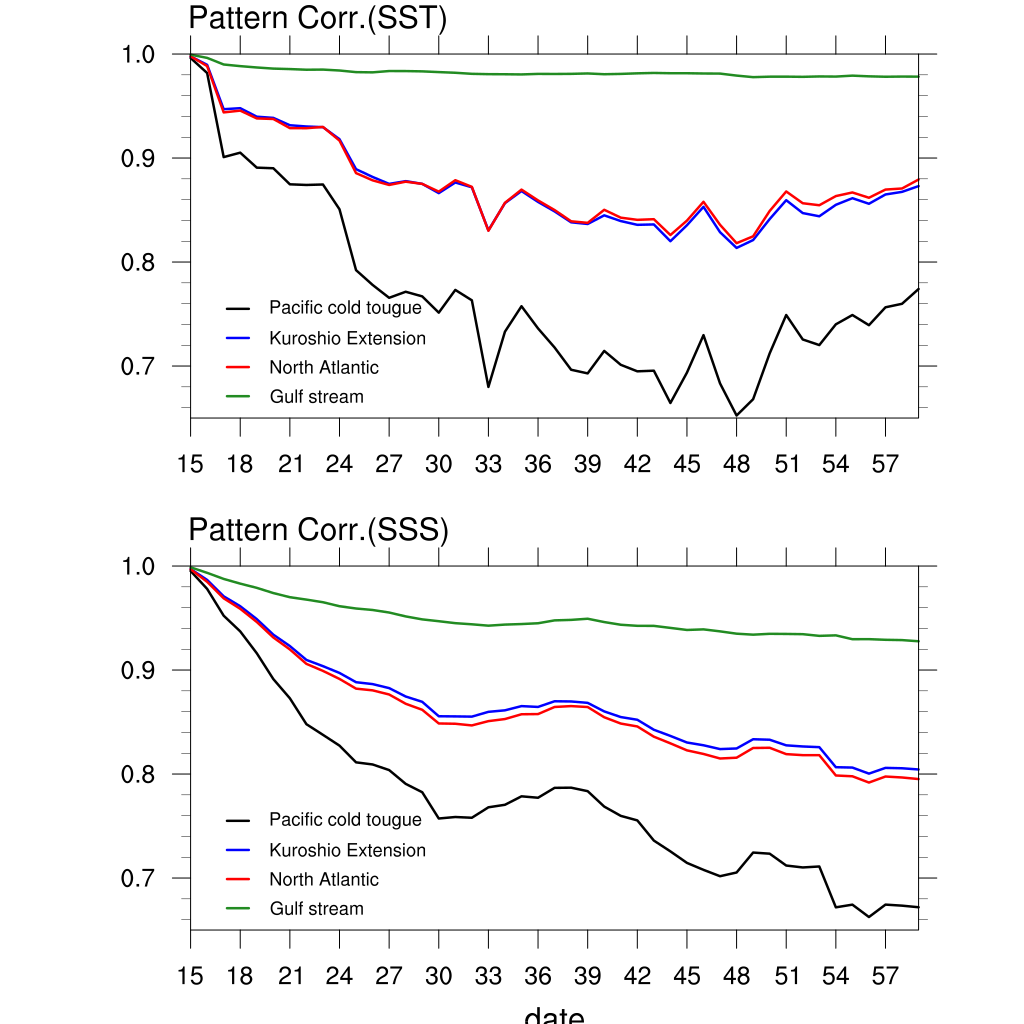 Pattern Corr.(SST)
1.0
0.9
0.8
0.7
Pacific cold tougue
Kuroshio Extension
North Atlantic
Gulf stream
15 18 21 24 27 30 33 36 39 42 45 48 51 54 57
Pattern Corr.(SSS)
1.0
0.9
0.8
0.7
Pacific cold tougue
Kuroshio Extension
North Atlantic
Gulf stream
15 18 21 24 27 30 33 36 39 42 45 48 51 54 57
date